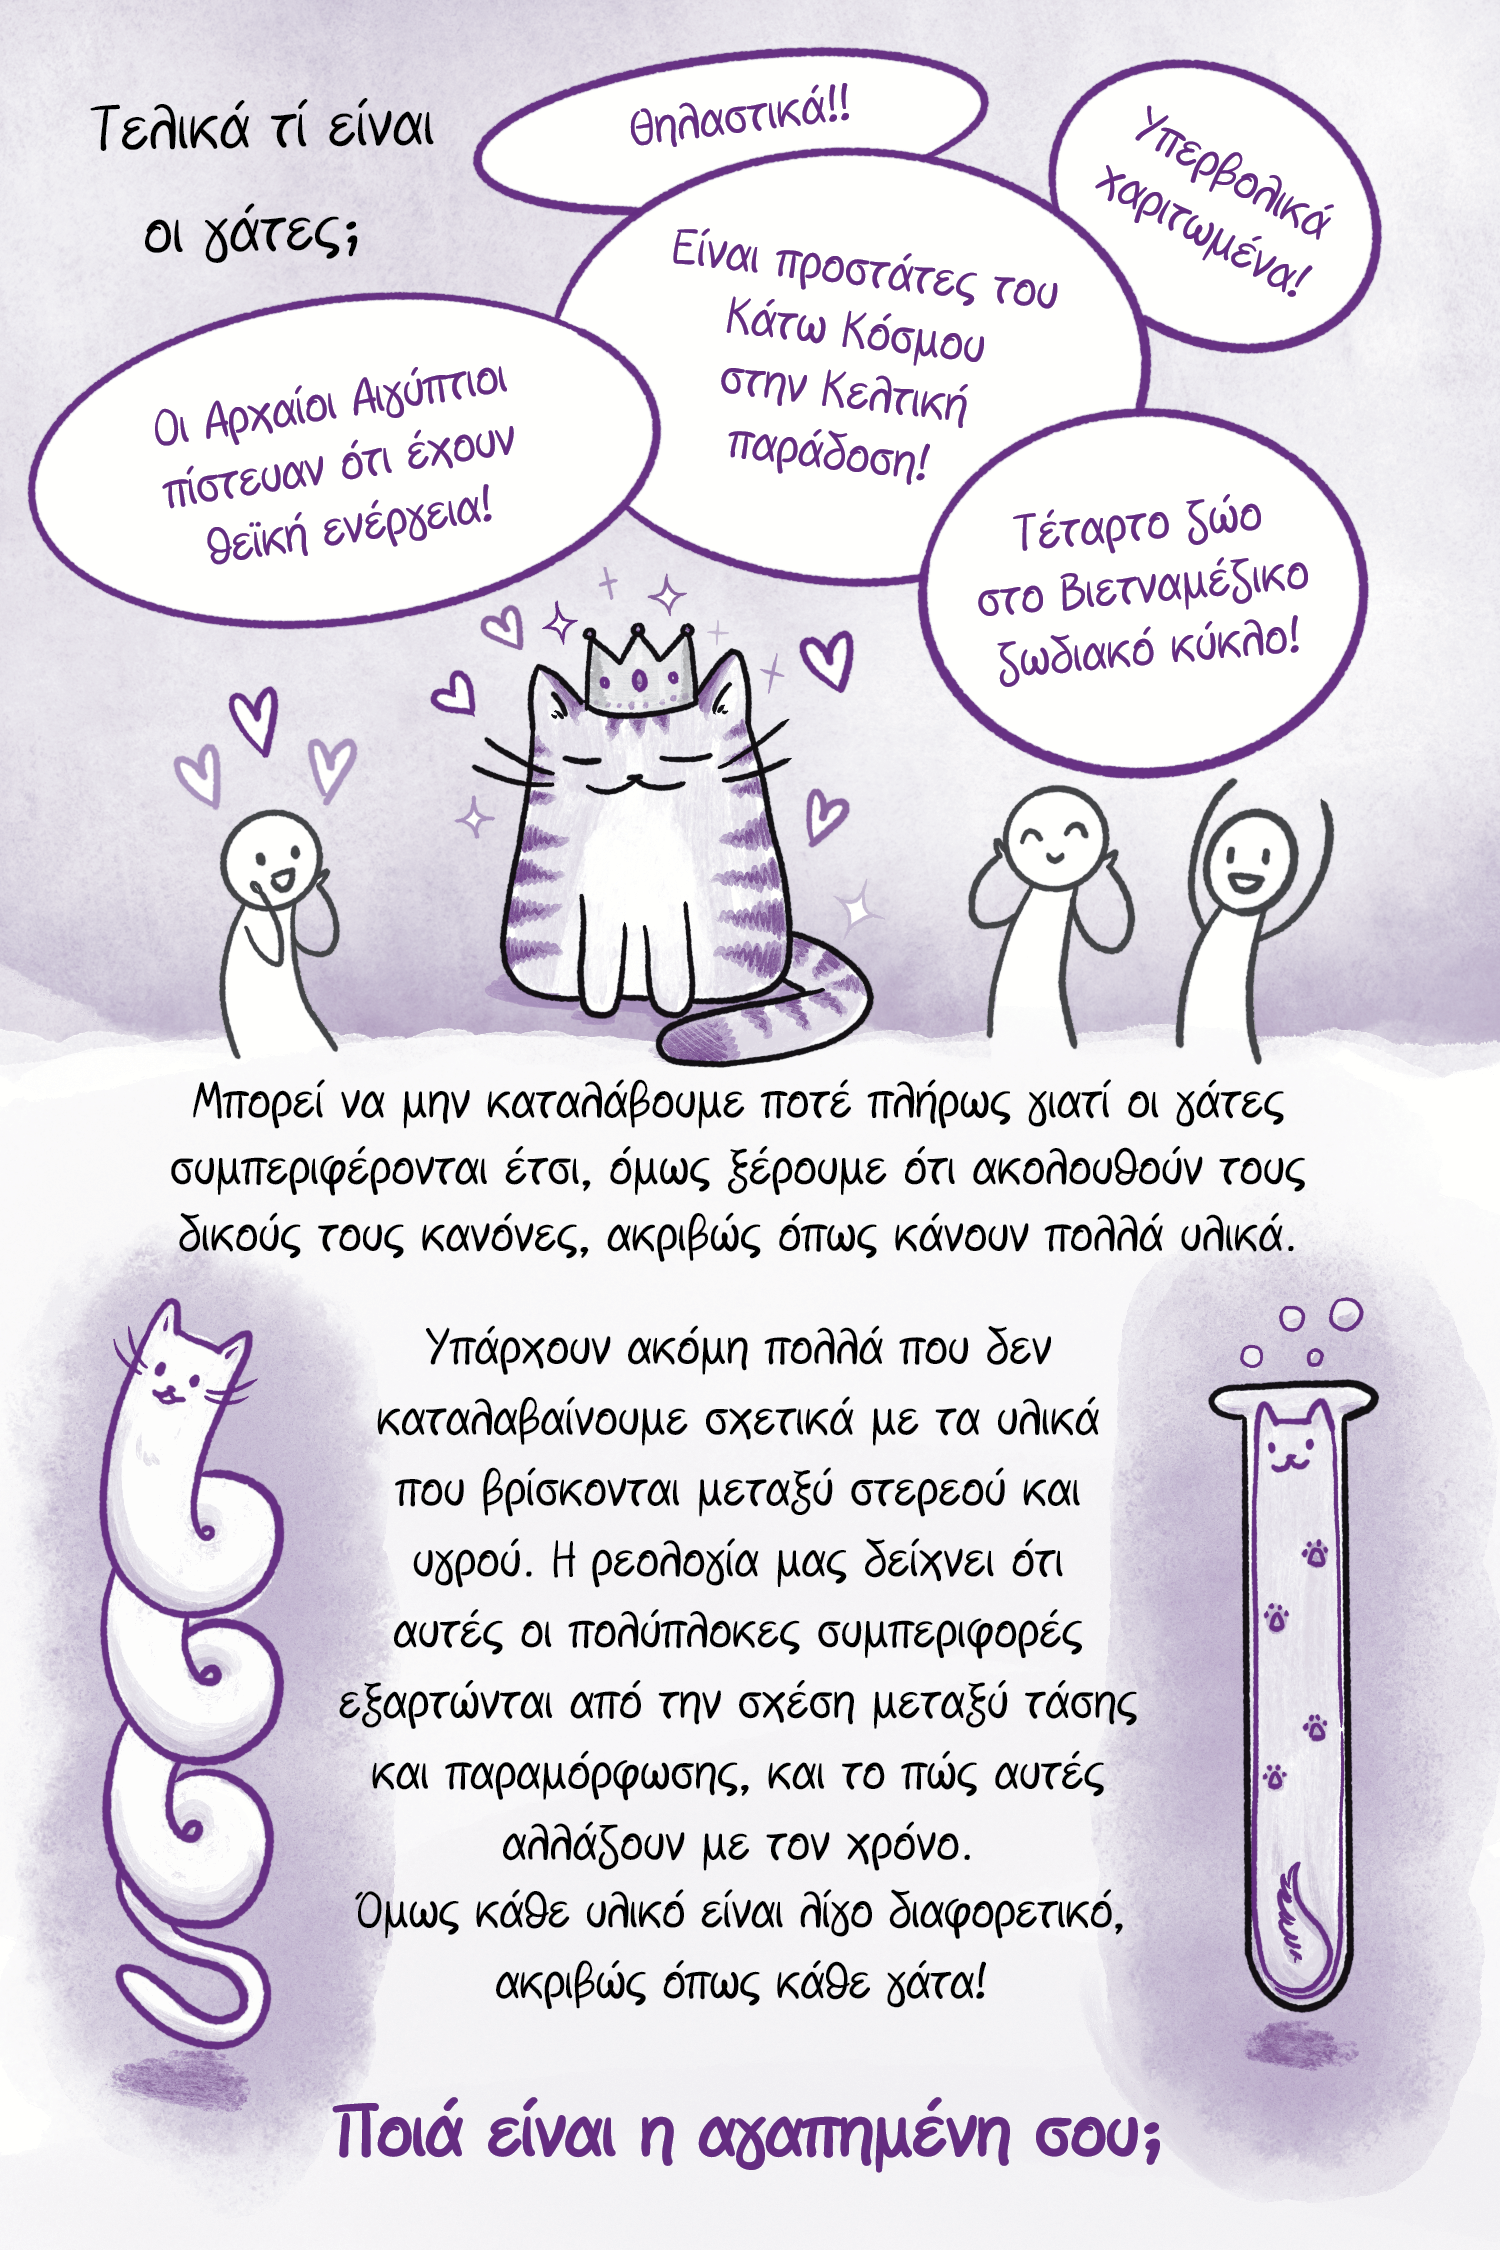 Τελικά τί είναι
οι γάτες;
Θηλαστικά!!
Υπερβολικά
χαριτωμένα!
Είναι προστάτες του
Κάτω Κόσμου
στην Κελτική
παράδοση!
Οι Αρχαίοι Αιγύπτιοι
πίστευαν ότι έχουν
θεϊκή ενέργεια!
Τέταρτο ζώο
στο Βιετναμέζικο
ζωδιακό κύκλο!
Μπορεί να μην καταλάβουμε ποτέ πλήρως γιατί οι γάτες
συμπεριφέρονται έτσι, όμως ξέρουμε ότι ακολουθούν τους
δικούς τους κανόνες, ακριβώς όπως κάνουν πολλά υλικά.
Υπάρχουν ακόμη πολλά που δεν
καταλαβαίνουμε σχετικά με τα υλικά
που βρίσκονται μεταξύ στερεού και
υγρού. Η ρεολογία μας δείχνει ότι
αυτές οι πολύπλοκες συμπεριφορές
εξαρτώνται από την σχέση μεταξύ τάσης
και παραμόρφωσης, και το πώς αυτές
αλλάζουν με τον χρόνο.
Όμως κάθε υλικό είναι λίγο διαφορετικό,
ακριβώς όπως κάθε γάτα!
Ποιά είναι η αγαπημένη σου;